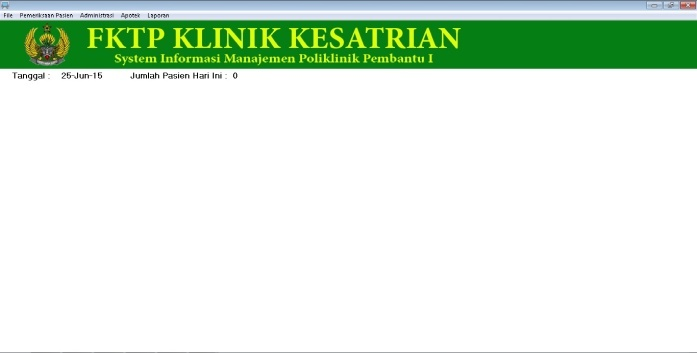 File Pemeriksaan Pasien Administrasi Apotek Laporan
FKTP KLINIK KESATRIAN
System Informasi Manajemen Poliklinik Pembantu I
Tanggal : 25-Jun-15 Jumlah Pasien Hari Ini : 0